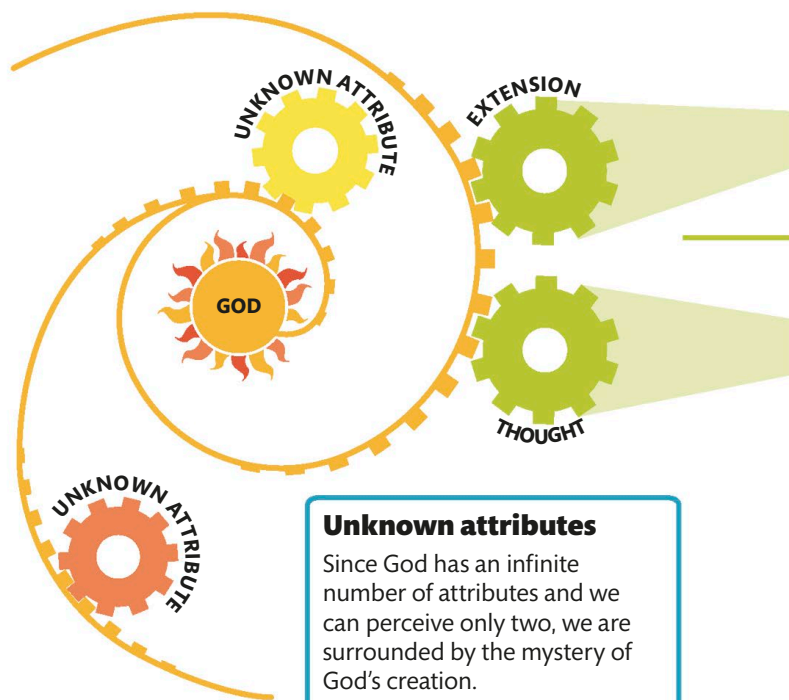 UNKNOWN ATTRIBUTE
EXTENSION
GOD
THOUGHT
UNKNOWN ATTRIBUTE
Unknown attributes
Since God has an infinite
number of attributes and we
can perceive only two, we are
surrounded by the mystery of
God’s creation.